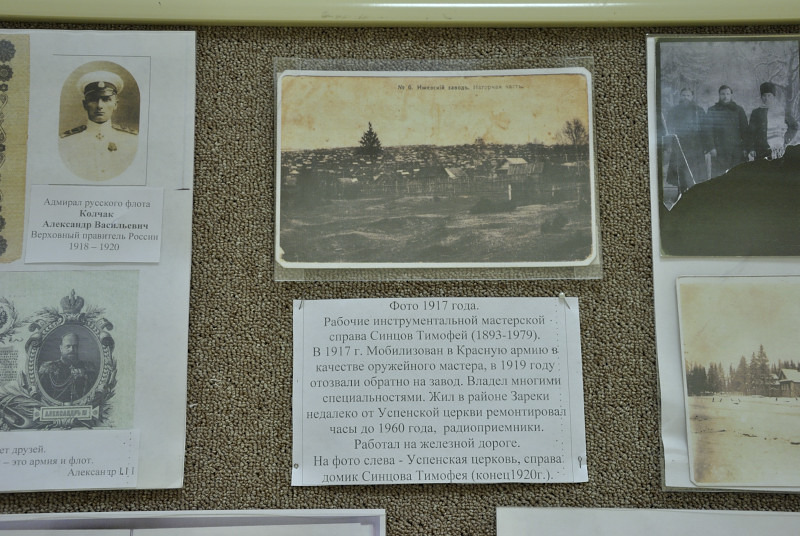 Адмирал русского флота
Колчак
Александр Васильевич
Верховный правитель России
1918 – 1920
АЛЕКСАНДРЪ III
ет друзей.
– это армия и флот.
Александр III
№ 6. Ижевскій заводъ. Нагорная часть.
Фото 1917 года.
Рабочие инструментальной мастерской -
справа Синцов Тимофей (1893-1979).
В 1917 г. Мобилизован в Красную армию в
качестве оружейного мастера, в 1919 году
отозвали обратно на завод. Владел многими
специальностями. Жил в районе Зареки
недалеко от Успенской церкви ремонтировал
часы до 1960 года, радиоприемники.
Работал на железной дороге.
На фото слева - Успенская церковь, справа
домик Синцова Тимофея (конец1920г.).